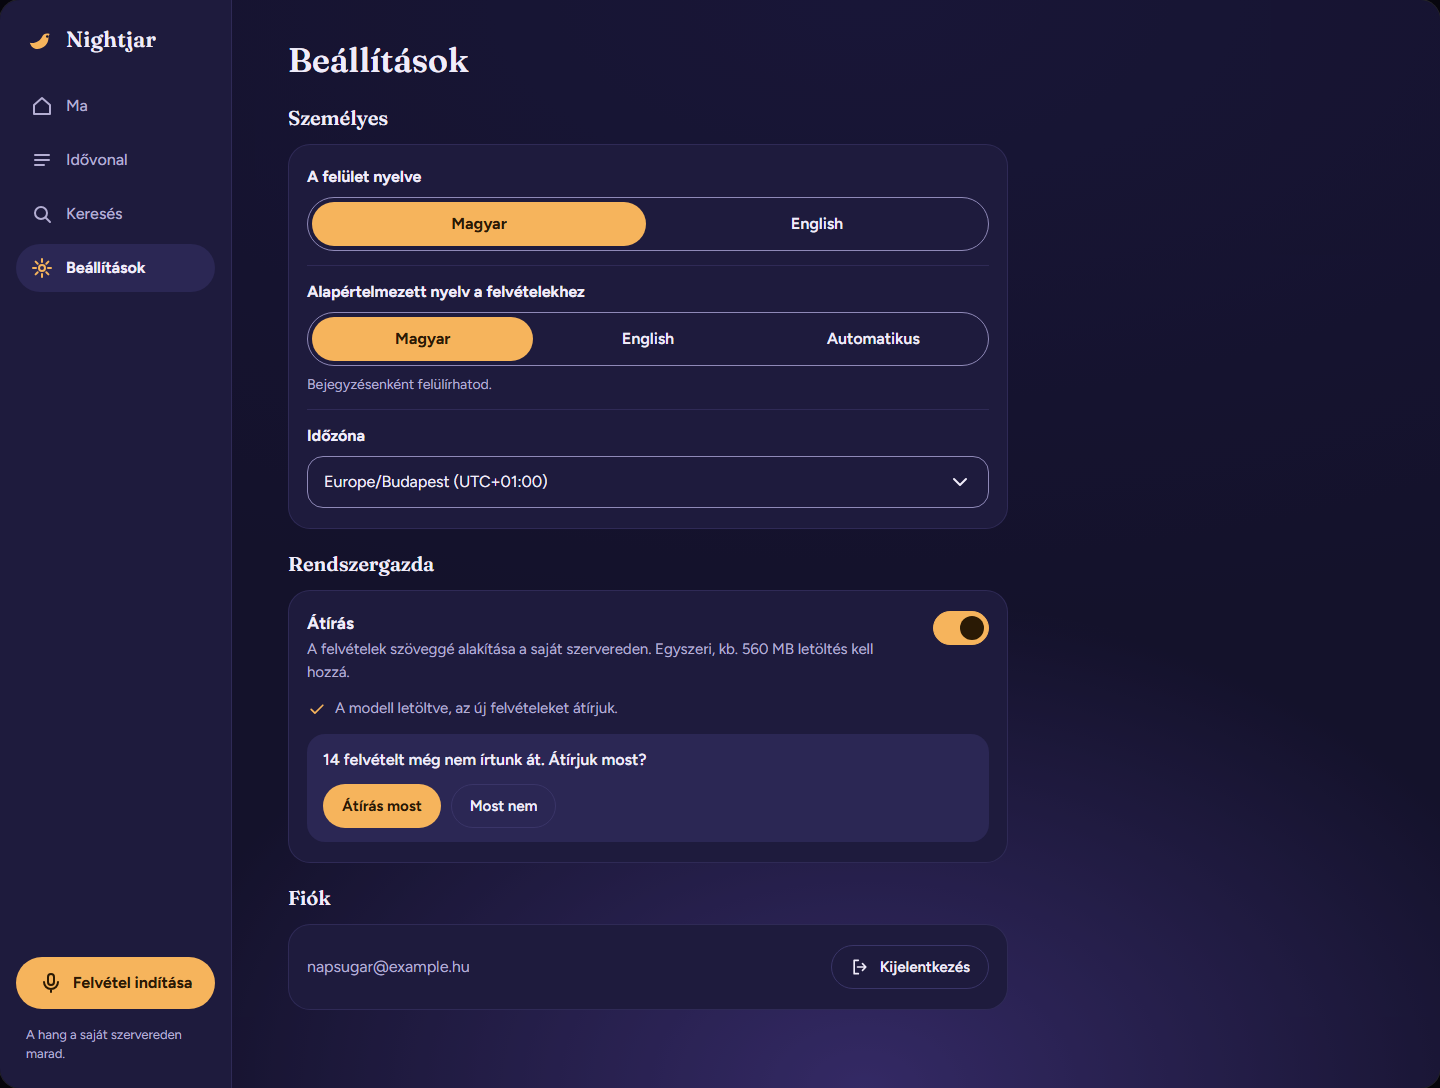 Nightjar
Ma
Idővonal
Keresés
Beállítások
Felvétel indítása
A hang a saját szervereden
marad.
Beállítások
Személyes
A felület nyelve
Magyar
English
Alapértelmezett nyelv a felvételekhez
Magyar
English
Automatikus
Bejegyzésenként felülírhatod.
Időzóna
Europe/Budapest (UTC+01:00)
Rendszergazda
Átírás
A felvételek szöveggé alakítása a saját szervereden. Egyszeri, kb. 560 MB letöltés kell
hozzá.
A modell letöltve, az új felvételeket átírjuk.
14 felvételt még nem írtunk át. Átírjuk most?
Átírás most
Most nem
Fiók
napsugar@example.hu
Kijelentkezés